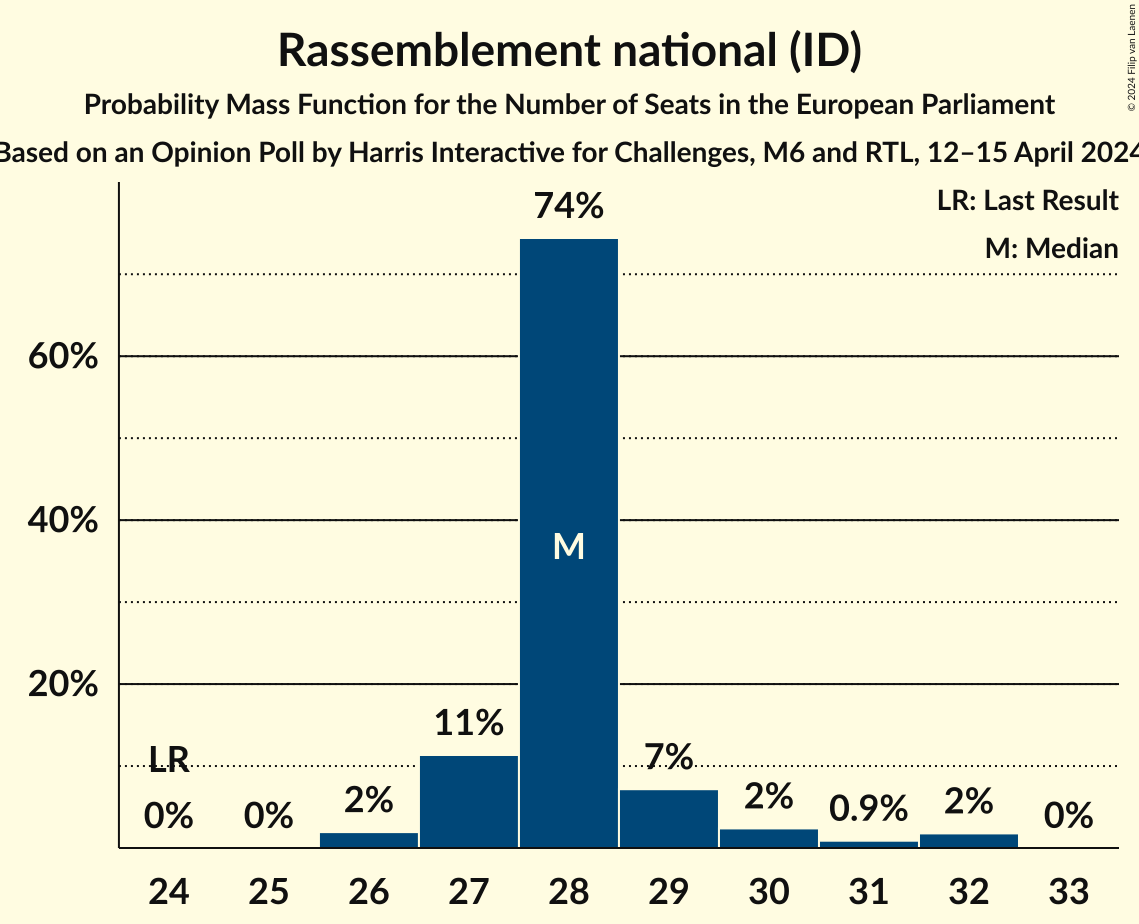 Rassemblement national (ID)
Probability Mass Function for the Number of Seats in the European Parliament
Based on an Opinion Poll by Harris Interactive for Challenges, M6 and RTL, 12–15 April 2024
© 2024 Filip van Laenen
LR: Last Result
M: Median
74%
60%
40%
M
20%
11%
LR
7%
0%
0%
2%
2%
0.9%
2%
0%
24 25 26 27 28 29 30 31 32 33